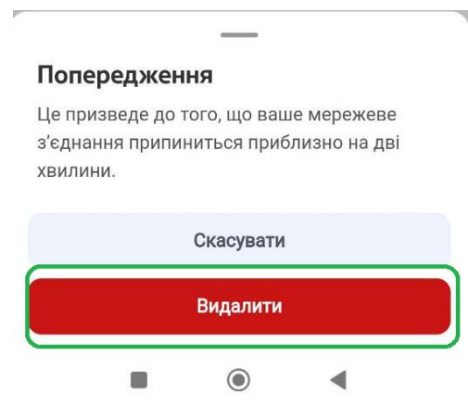 Попередження
Це призведе до того, що ваше мережеве
з’єднання припиниться приблизно на дві
хвилини.
Скасувати
Видалити